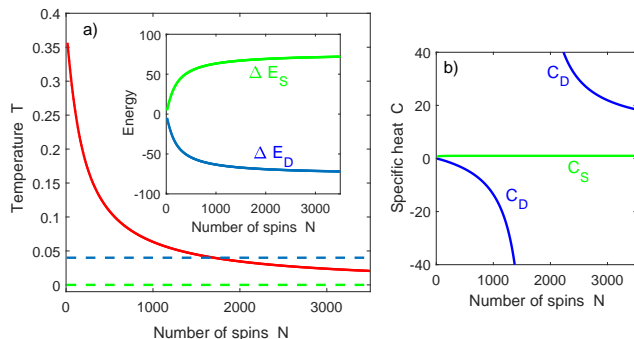 a)
Temperature T
0.4
0.35
0.3
0.25
0.2
0.15
0.1
0.05
0
0
1000
2000
3000
Number of spins N
Energy
100
50
0
-50
-100
Δ E_S
Δ E_D
0
1000
2000
3000
Number of spins N
b)
Specific heat C
40
20
0
-20
-40
C_D
C_S
C_D
0
1000
2000
3000
Number of spins N